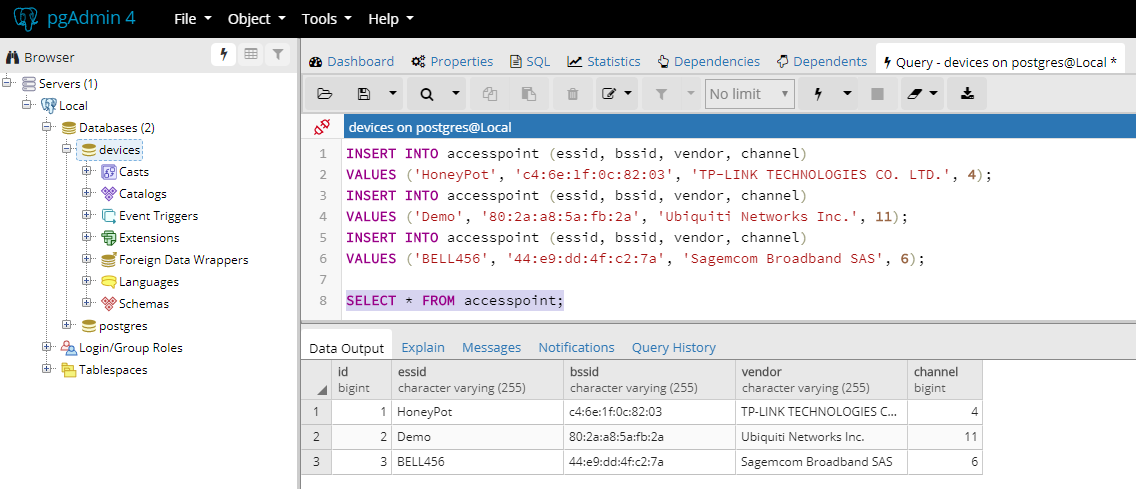 pgAdmin 4 File Object Tools Help
Browser
Dashboard Properties SQL Statistics Dependencies Dependents Query - devices on postgres@Local *
Servers (1)
Local
Databases (2)
devices
Casts
Catalogs
Event Triggers
Extensions
Foreign Data Wrappers
Languages
Schemas
postgres
Login/Group Roles
Tablespaces
No limit
devices on postgres@Local
1 INSERT INTO accesspoint (essid, bssid, vendor, channel)
2 VALUES ('HoneyPot', 'c4:6e:1f:0c:82:03', 'TP-LINK TECHNOLOGIES CO. LTD.', 4);
3 INSERT INTO accesspoint (essid, bssid, vendor, channel)
4 VALUES ('Demo', '80:2a:a8:5a:fb:2a', 'Ubiquiti Networks Inc.', 11);
5 INSERT INTO accesspoint (essid, bssid, vendor, channel)
6 VALUES ('BELL456', '44:e9:dd:4f:c2:7a', 'Sagemcom Broadband SAS', 6);
7
8 SELECT * FROM accesspoint;
Data Output Explain Messages Notifications Query History
id essid bssid vendor channel
bigint character varying (255) character varying (255) character varying (255) bigint
1 1 HoneyPot c4:6e:1f:0c:82:03 TP-LINK TECHNOLOGIES C... 4
2 2 Demo 80:2a:a8:5a:fb:2a Ubiquiti Networks Inc. 11
3 3 BELL456 44:e9:dd:4f:c2:7a Sagemcom Broadband SAS 6